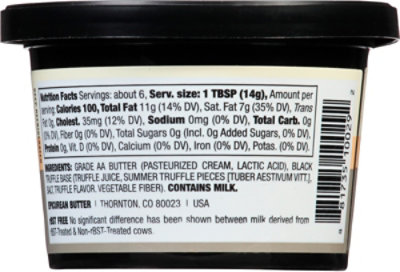 Nutrition Facts Servings: about 6, Serv. size: 1 TBSP (14g), Amount per
serving: Calories 100, Total Fat 11g (14% DV), Sat. Fat 7g (35% DV), Trans
Fat 0g, Cholest. 35mg (12% DV), Sodium 0mg (0% DV), Total Carb. 0g
(0% DV), Fiber 0g (0% DV), Total Sugars 0g (Incl. 0g Added Sugars, 0% DV),
Protein 0g, Vit. D (0% DV), Calcium (0% DV), Iron (0% DV), Potas. (0% DV).
INGREDIENTS: GRADE AA BUTTER (PASTEURIZED CREAM, LACTIC ACID), BLACK
TRUFFLE BASE (TRUFFLE JUICE, SUMMER TRUFFLE PIECES [TUBER AESTIVUM VITT.],
SALT, TRUFFLE FLAVOR. VEGETABLE FIBER). CONTAINS MILK.
EPICUREAN BUTTER | THORNTON, CO 80023 | USA
rBST FREE No significant difference has been shown between milk derived from
rBST-Treated & Non-rBST-Treated cows.
8 81735 10029 2